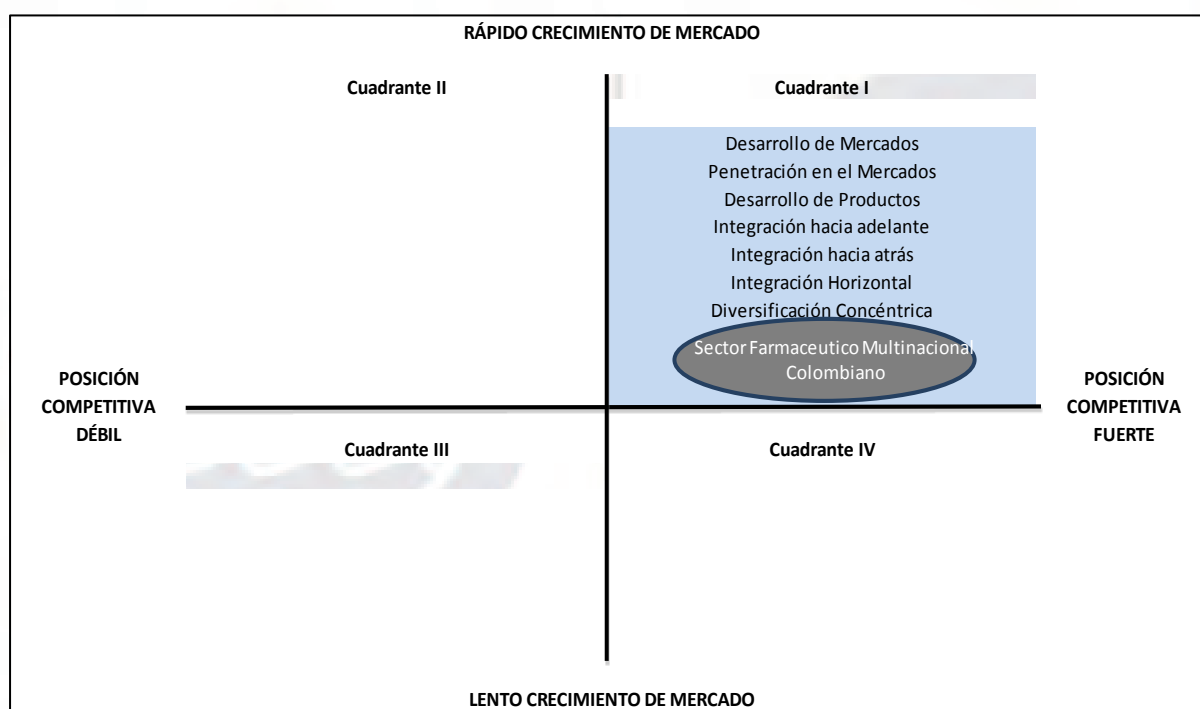 RÁPIDO CRECIMIENTO DE MERCADO
Cuadrante II
Cuadrante I
Desarrollo de Mercados
Penetración en el Mercados
Desarrollo de Productos
Integración hacia adelante
Integración hacia atrás
Integración Horizontal
Diversificación Concéntrica
Sector Farmaceutico Multinacional
Colombiano
POSICIÓN
COMPETITIVA
DÉBIL
POSICIÓN
COMPETITIVA
FUERTE
Cuadrante III
Cuadrante IV
LENTO CRECIMIENTO DE MERCADO